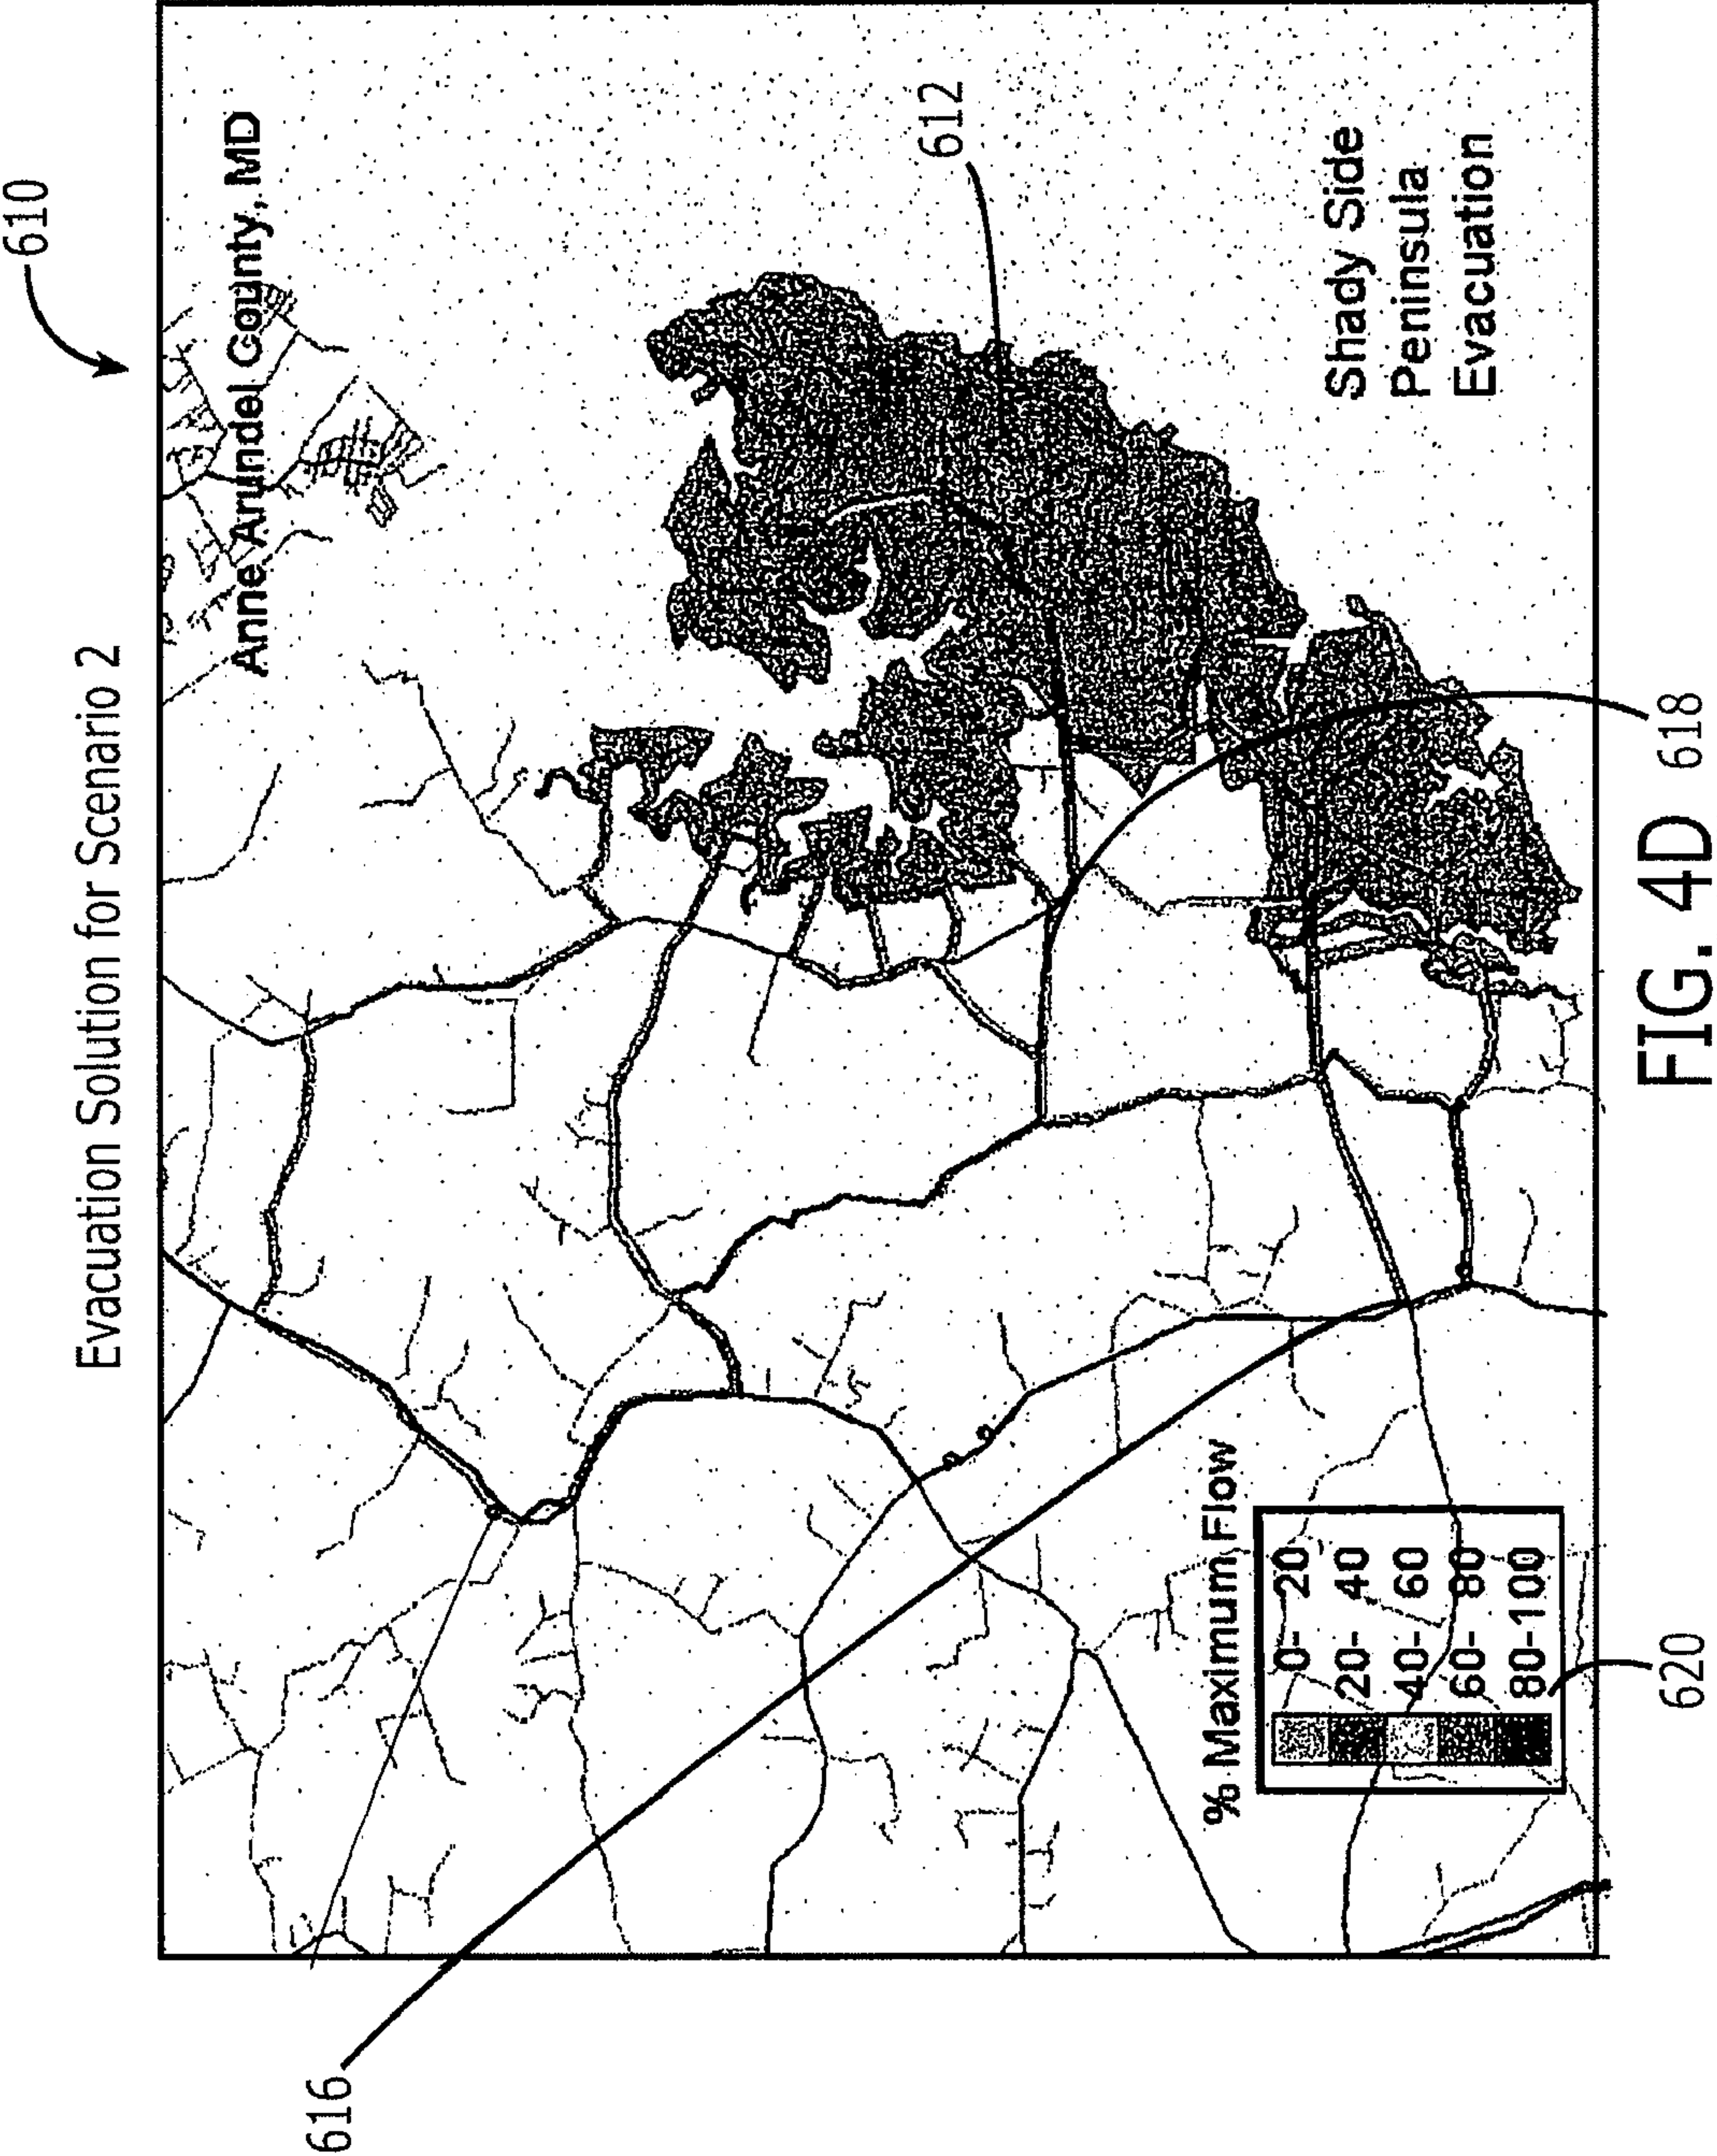 Evacuation Solution for Scenario 2
610
Anne Arundel County, MD
612
Shady Side
Peninsula
Evacuation
% Maximum Flow
0- 20
20- 40
40- 60
60- 80
80-100
616
618
620
FIG. 4D